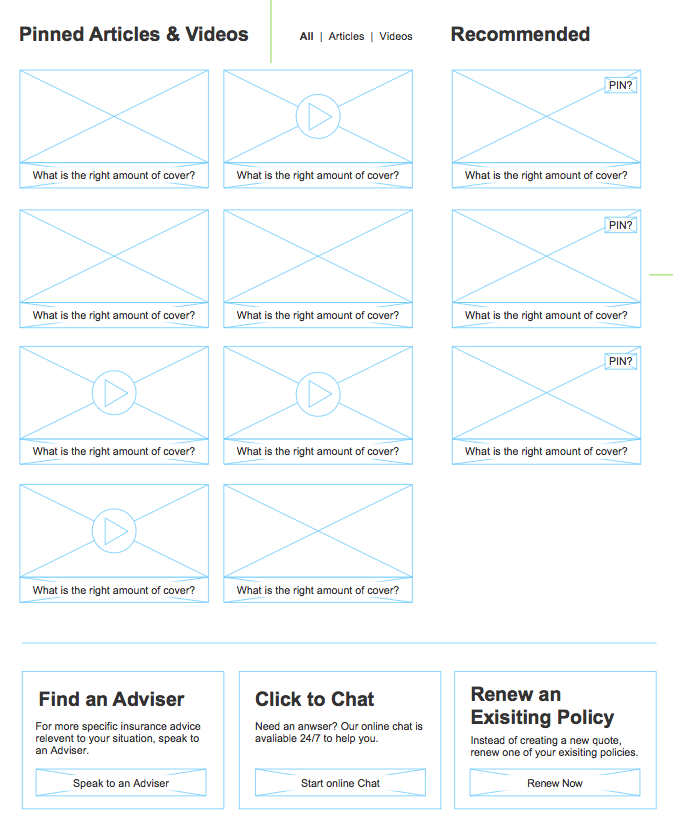 Pinned Articles & Videos
All | Articles | Videos
Recommended
What is the right amount of cover?
What is the right amount of cover?
PIN?
What is the right amount of cover?
What is the right amount of cover?
What is the right amount of cover?
PIN?
What is the right amount of cover?
What is the right amount of cover?
What is the right amount of cover?
PIN?
What is the right amount of cover?
What is the right amount of cover?
What is the right amount of cover?
Find an Adviser
For more specific insurance advice
relevent to your situation, speak to
an Adviser.
Speak to an Adviser
Click to Chat
Need an anwser? Our online chat is
avaliable 24/7 to help you.
Start online Chat
Renew an
Exisiting Policy
Instead of creating a new quote,
renew one of your exisiting policies.
Renew Now